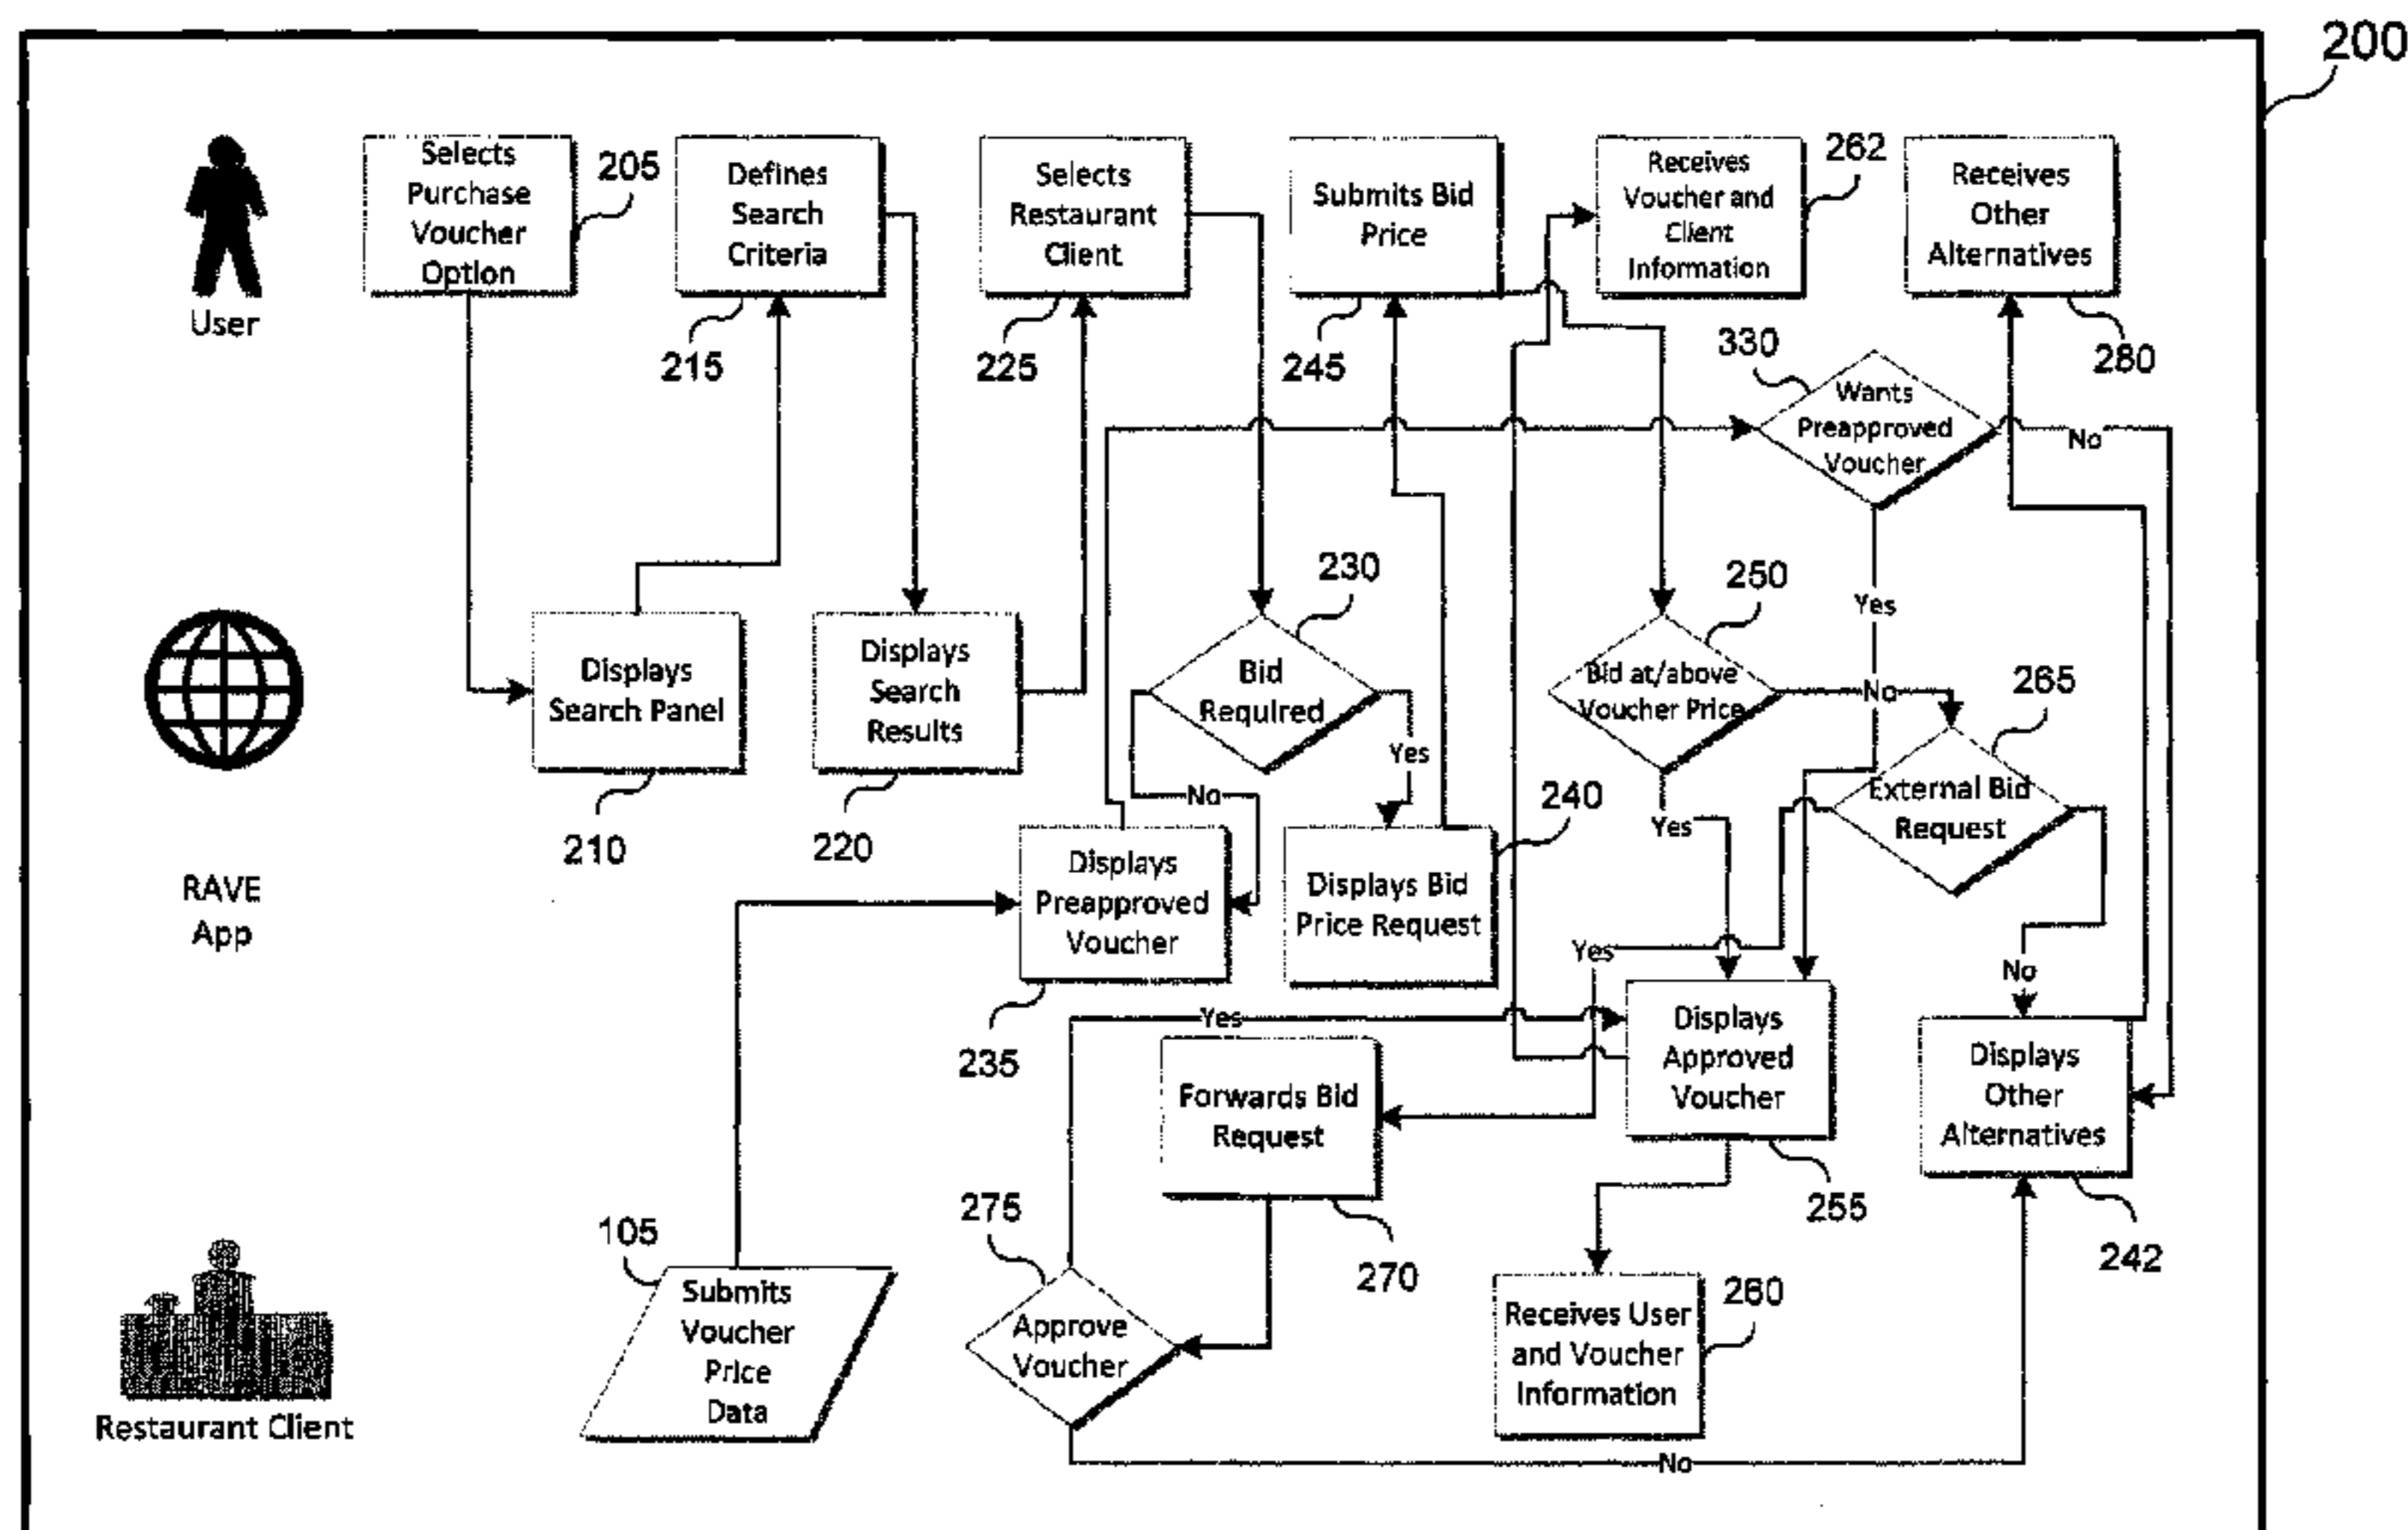 200
Selects
Purchase
Voucher
Option
205
Defines
Search
Criteria
215
Selects
Restaurant
Client
225
Submits Bid
Price
245
Receives
Voucher and
Client
Information
262
Receives
Other
Alternatives
280
User
330
Wants
Preapproved
Voucher
No
Yes
Displays
Search Panel
210
Displays
Search
Results
220
230
Bid
Required
Yes
No
250
Bid at/above
Voucher Price
No
Yes
265
External Bid
Request
Yes
No
RAVE
App
Displays
Preapproved
Voucher
235
240
Displays Bid
Price Request
Yes
Forwards Bid
Request
270
Displays
Approved
Voucher
255
Displays
Other
Alternatives
242
Restaurant Client
105
Submits
Voucher
Price
Data
275
Approve
Voucher
No
260
Receives User
and Voucher
Information